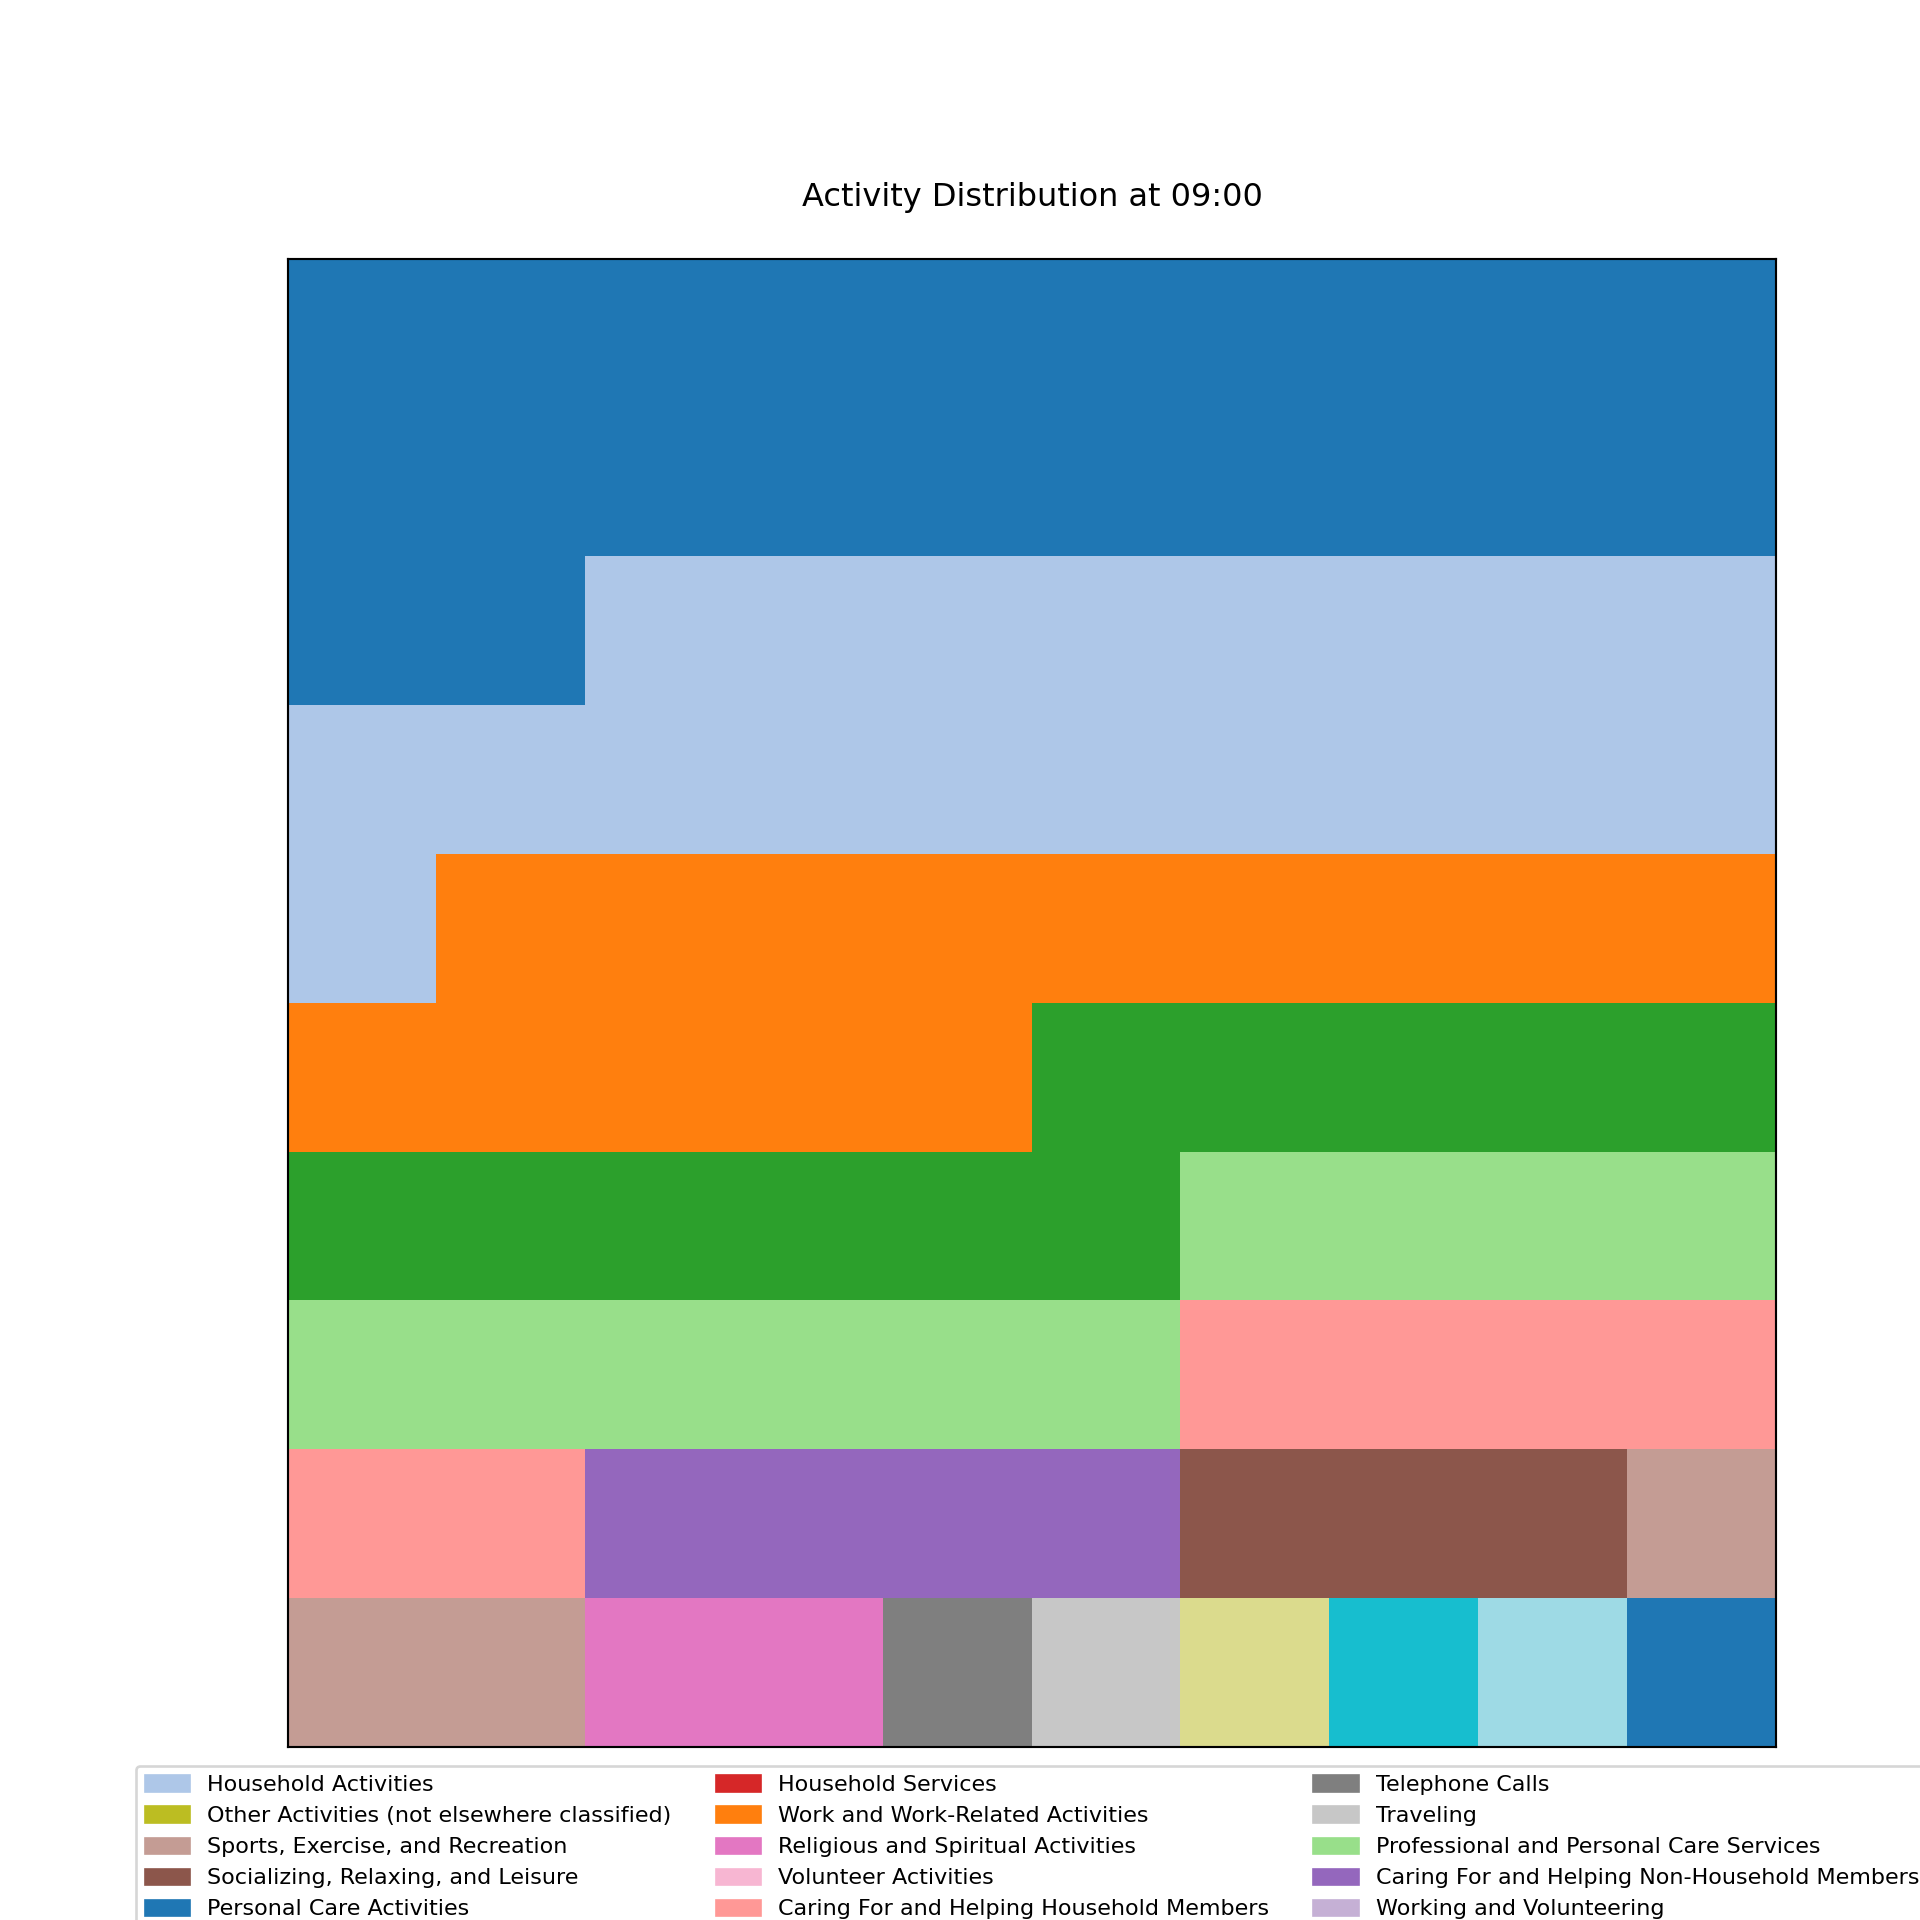 Activity Distribution at 09:00
Household Activities
Other Activities (not elsewhere classified)
Sports, Exercise, and Recreation
Socializing, Relaxing, and Leisure
Personal Care Activities
Household Services
Work and Work-Related Activities
Religious and Spiritual Activities
Volunteer Activities
Caring For and Helping Household Members
Telephone Calls
Traveling
Professional and Personal Care Services
Caring For and Helping Non-Household Members
Working and Volunteering